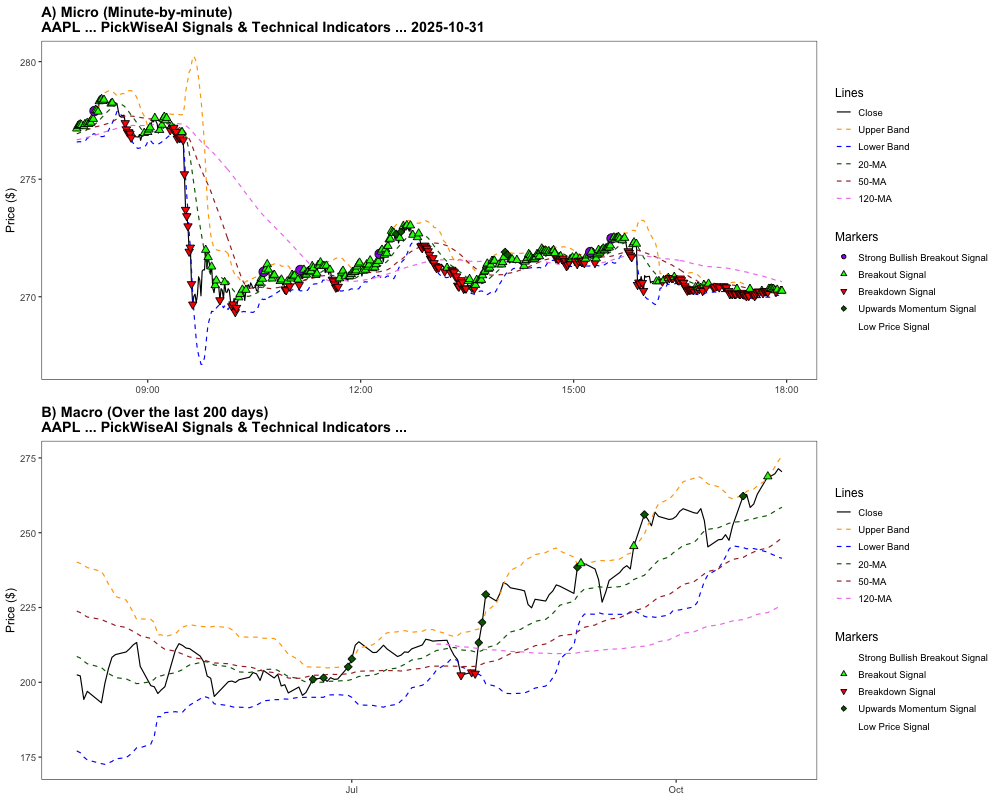 A) Micro (Minute-by-minute)
AAPL ... PickWiseAI Signals & Technical Indicators ... 2025-10-31
Price ($)
280
275
270
09:00
12:00
15:00
18:00
Lines
Close
Upper Band
Lower Band
20-MA
50-MA
120-MA
Markers
Strong Bullish Breakout Signal
Breakout Signal
Breakdown Signal
Upwards Momentum Signal
Low Price Signal
B) Macro (Over the last 200 days)
AAPL ... PickWiseAI Signals & Technical Indicators ...
Price ($)
275
250
225
200
175
Jul
Oct
Lines
Close
Upper Band
Lower Band
20-MA
50-MA
120-MA
Markers
Strong Bullish Breakout Signal
Breakout Signal
Breakdown Signal
Upwards Momentum Signal
Low Price Signal